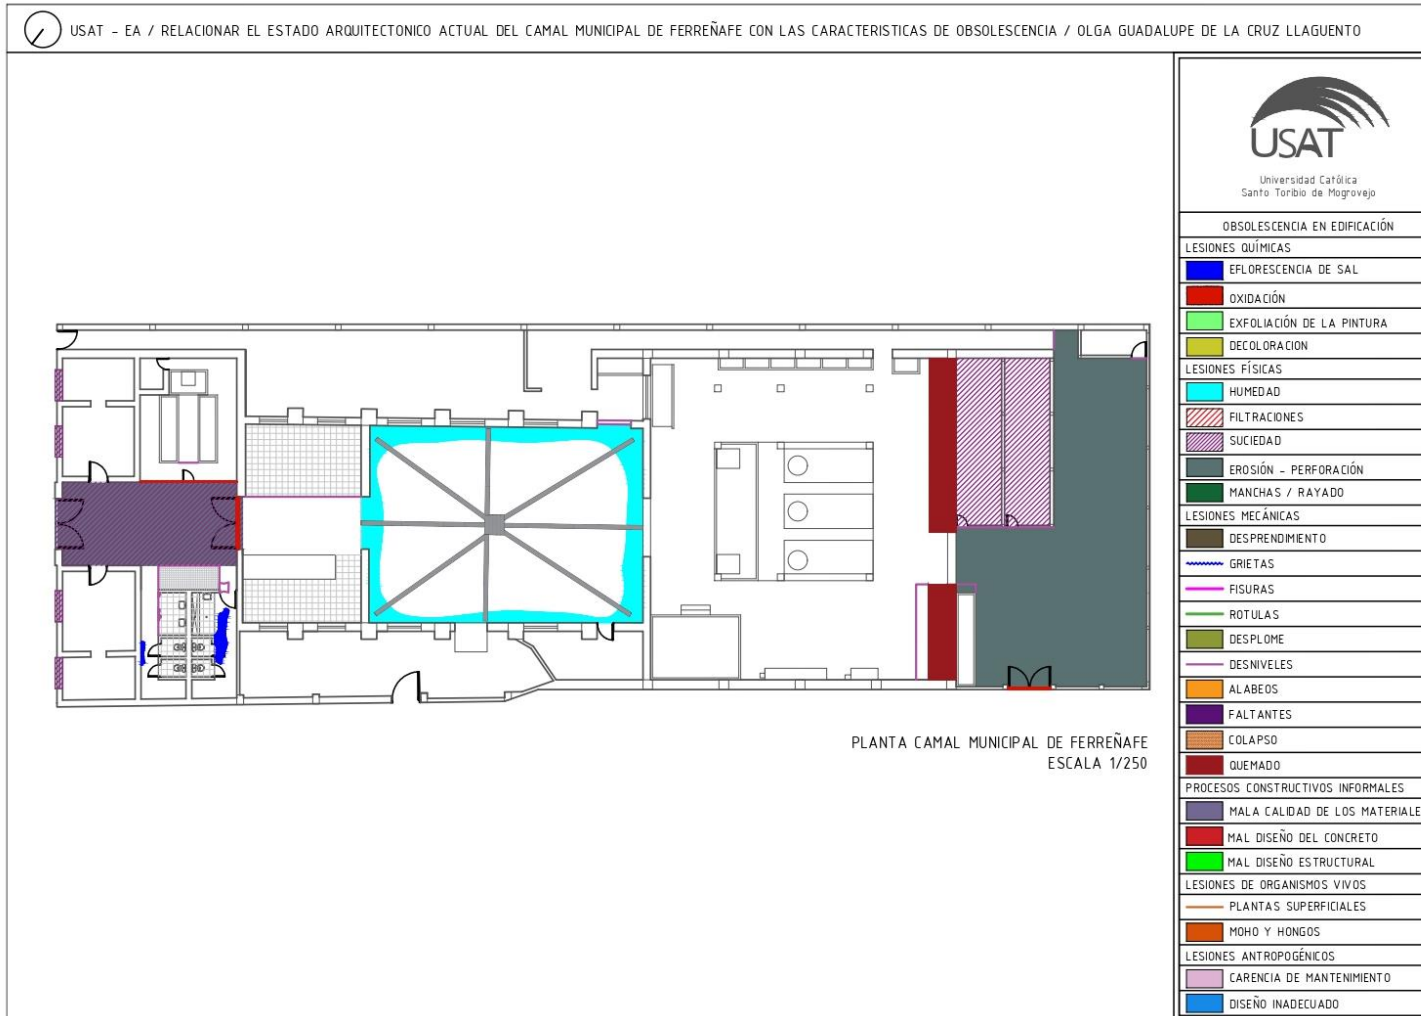 USAT - EA / RELACIONAR EL ESTADO ARQUITECTONICO ACTUAL DEL CAMAL MUNICIPAL DE FERREÑAFE CON LAS CARACTERISTICAS DE OBSOLESCENCIA / OLGA GUADALUPE DE LA CRUZ LLAGUENTO
USAT
Universidad Católica
Santo Toribio de Mogrovejo
OBSOLESCENCIA EN EDIFICACIÓN
LESIONES QUÍMICAS
EFLORESCENCIA DE SAL
OXIDACIÓN
EXFOLIACIÓN DE LA PINTURA
DECOLORACION
LESIONES FÍSICAS
HUMEDAD
FILTRACIONES
SUCIEDAD
EROSIÓN - PERFORACIÓN
MANCHAS / RAYADO
LESIONES MECÁNICAS
DESPRENDIMIENTO
GRIETAS
FISURAS
ROTULAS
DESPLOME
DESNIVELES
ALABEOS
FALTANTES
COLAPSO
QUEMADO
PROCESOS CONSTRUCTIVOS INFORMALES
MALA CALIDAD DE LOS MATERIALE
MAL DISEÑO DEL CONCRETO
MAL DISEÑO ESTRUCTURAL
LESIONES DE ORGANISMOS VIVOS
PLANTAS SUPERFICIALES
MOHO Y HONGOS
LESIONES ANTROPOGÉNICOS
CARENCIA DE MANTENIMIENTO
DISEÑO INADECUADO
PLANTA CAMAL MUNICIPAL DE FERREÑAFE
ESCALA 1/250